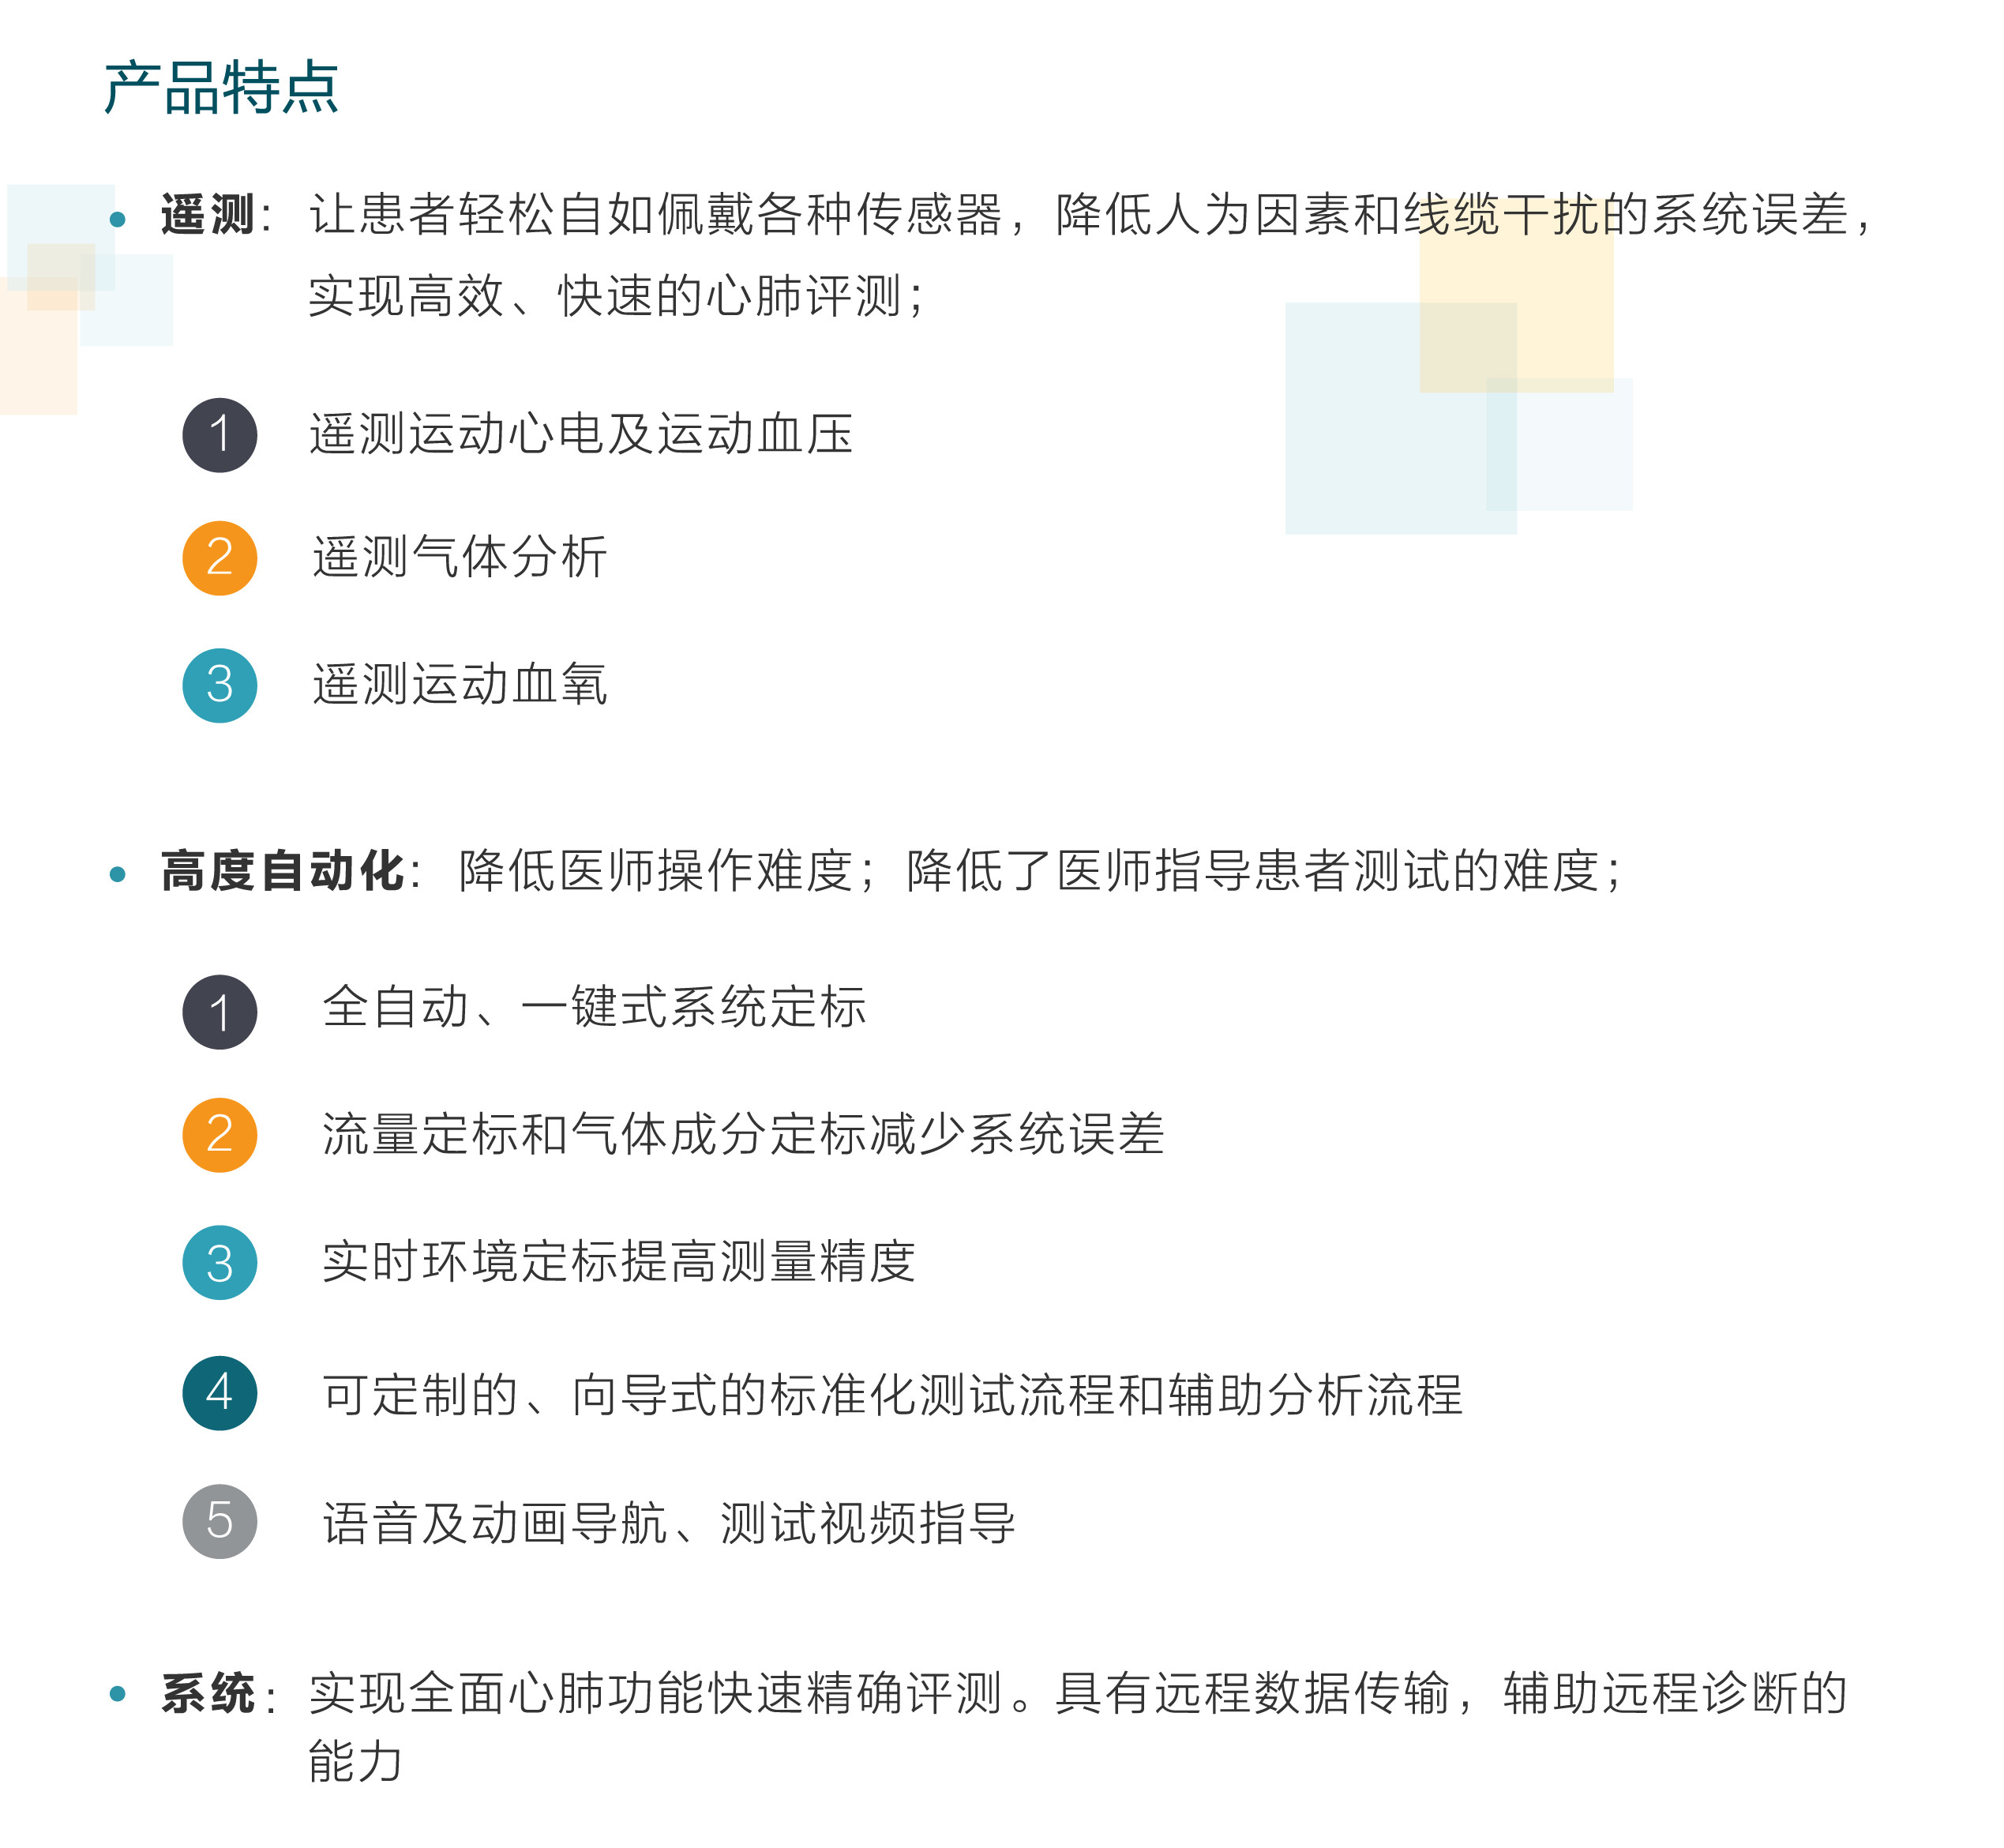 产品特点
遥测：让患者轻松自如佩戴各种传感器，降低人为因素和线缆干扰的系统误差，
实现高效、快速的心肺评测；
1 遥测运动心电及运动血压
2 遥测气体分析
3 遥测运动血氧
高度自动化：降低医师操作难度；降低了医师指导患者测试的难度；
1 全自动、一键式系统定标
2 流量定标和气体成分定标减少系统误差
3 实时环境定标提高测量精度
4 可定制的、向导式的标准化测试流程和辅助分析流程
5 语音及动画导航、测试视频指导
系统：实现全面心肺功能快速精确评测。具有远程数据传输，辅助远程诊断的
能力